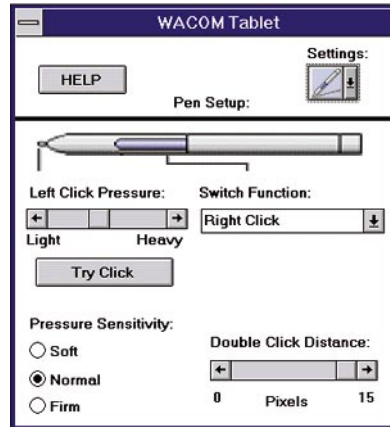 WACOM Tablet
Settings:
HELP
Pen Setup:
Left Click Pressure: Switch Function:
Right Click
Light Heavy
Try Click
Pressure Sensitivity:
Soft
Double Click Distance:
Normal
0 Pixels 15
Firm